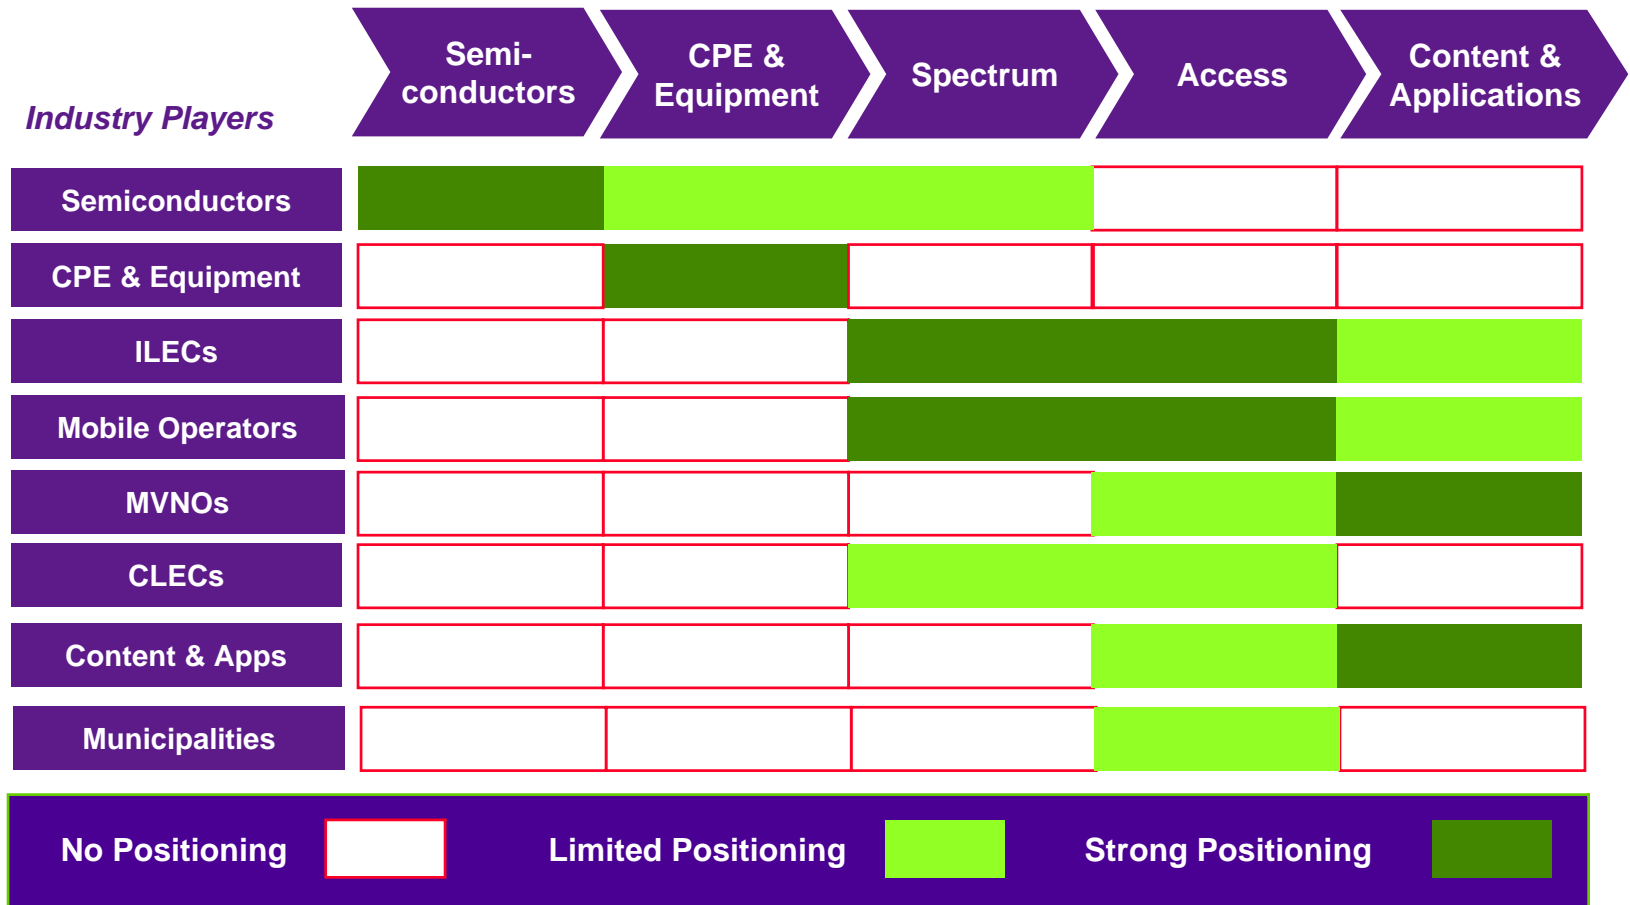 Semi-
conductors
CPE &
Equipment
Spectrum
Access
Content &
Applications
Industry Players
Semiconductors
CPE & Equipment
ILECs
Mobile Operators
MVNOs
CLECs
Content & Apps
Municipalities
No Positioning
Limited Positioning
Strong Positioning